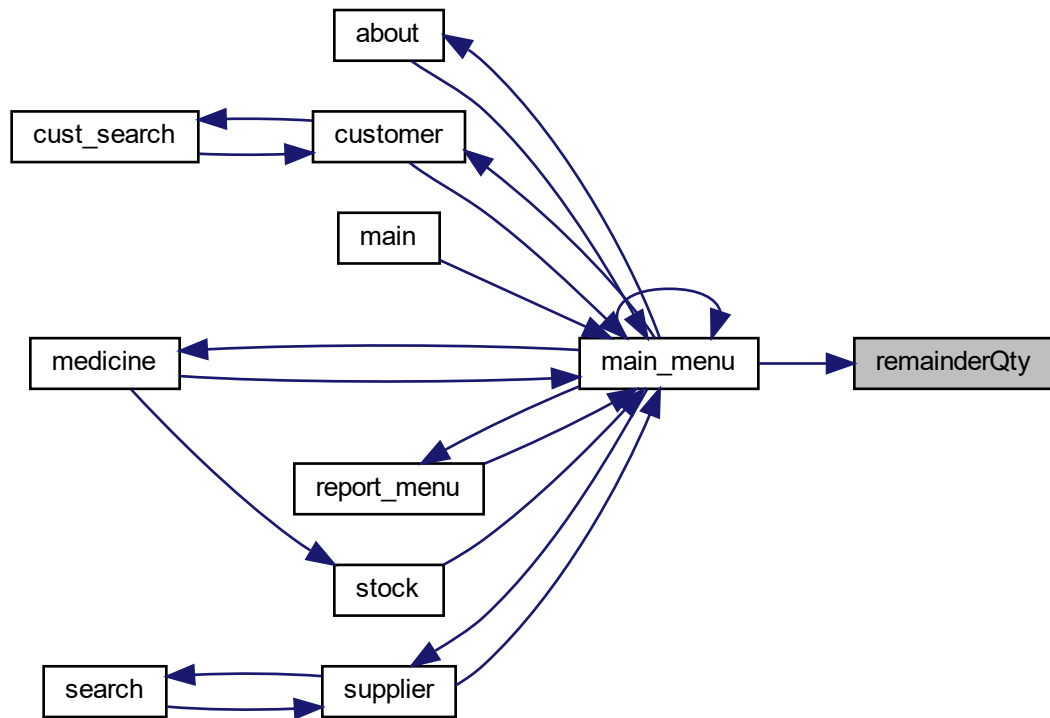 about
cust_search
customer
main
medicine
main_menu
remainderQty
report_menu
stock
search
supplier